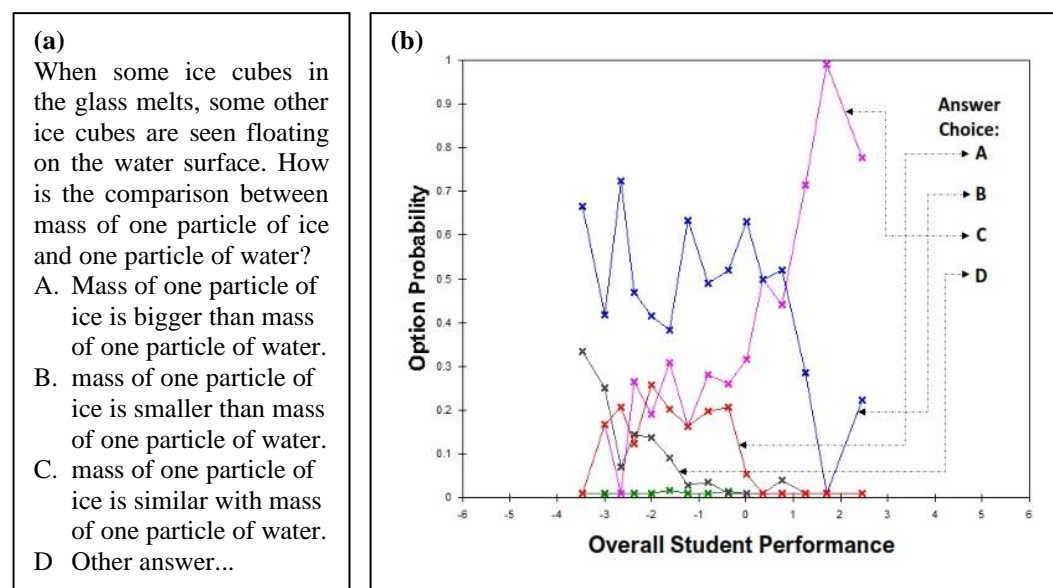 (a)
When some ice cubes in
the glass melts, some other
ice cubes are seen floating
on the water surface. How
is the comparison between
mass of one particle of ice
and one particle of water?
A. Mass of one particle of
ice is bigger than mass
of one particle of water.
B. mass of one particle of
ice is smaller than mass
of one particle of water.
C. mass of one particle of
ice is similar with mass
of one particle of water.
D Other answer...
(b)
Option Probability
1
0.9
0.8
0.7
0.6
0.5
0.4
0.3
0.2
0.1
0
-6 -5 -4 -3 -2 -1 0 1 2 3 4 5 6
Overall Student Performance
Answer
Choice:
A
B
C
D